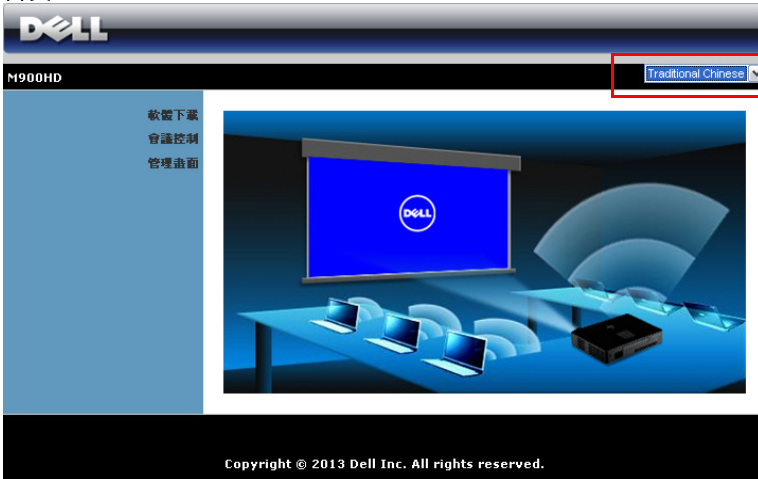 DELL
M900HD
Traditional Chinese
軟體下載
會議控制
管理畫面
DELL
Copyright © 2013 Dell Inc. All rights reserved.